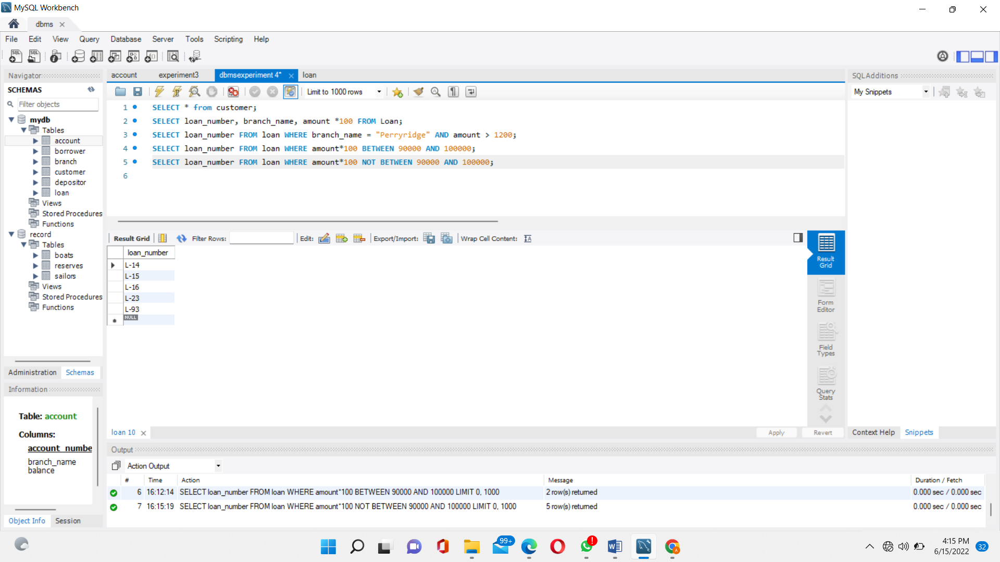 MySQL Workbench
dbms
File Edit View Query Database Server Tools Scripting Help
Navigator
SCHEMAS
Filter objects
mydb
Tables
account
borrower
branch
customer
depositor
loan
Views
Stored Procedures
Functions
record
Tables
boats
reserves
sailors
Views
Stored Procedures
Functions
Administration Schemas
Information
Table: account
Columns:
account_numbe
branch_name
balance
Object Info Session
account experiment3 dbmsexperiment 4* loan
Limit to 1000 rows
1 SELECT * from customer;
2 SELECT loan_number, branch_name, amount *100 FROM Loan;
3 SELECT loan_number FROM loan WHERE branch_name = "Perryridge" AND amount > 1200;
4 SELECT loan_number FROM loan WHERE amount*100 BETWEEN 90000 AND 100000;
5 SELECT loan_number FROM loan WHERE amount*100 NOT BETWEEN 90000 AND 100000;
6
Result Grid Filter Rows: Edit: Export/Import: Wrap Cell Content:
loan_number
L-14
L-15
L-16
L-23
L-93
NULL
Result
Grid
Form
Editor
Field
Types
Query
Stats
loan 10
Apply Revert
SQLAdditions
My Snippets
Context Help Snippets
Output
Action Output
# Time Action Message Duration / Fetch
6 16:12:14 SELECT loan_number FROM loan WHERE amount*100 BETWEEN 90000 AND 100000 LIMIT 0, 1000 2 row(s) returned 0.000 sec / 0.000 sec
7 16:15:19 SELECT loan_number FROM loan WHERE amount*100 NOT BETWEEN 90000 AND 100000 LIMIT 0, 1000 5 row(s) returned 0.000 sec / 0.000 sec
99+
4:15 PM
6/15/2022
32